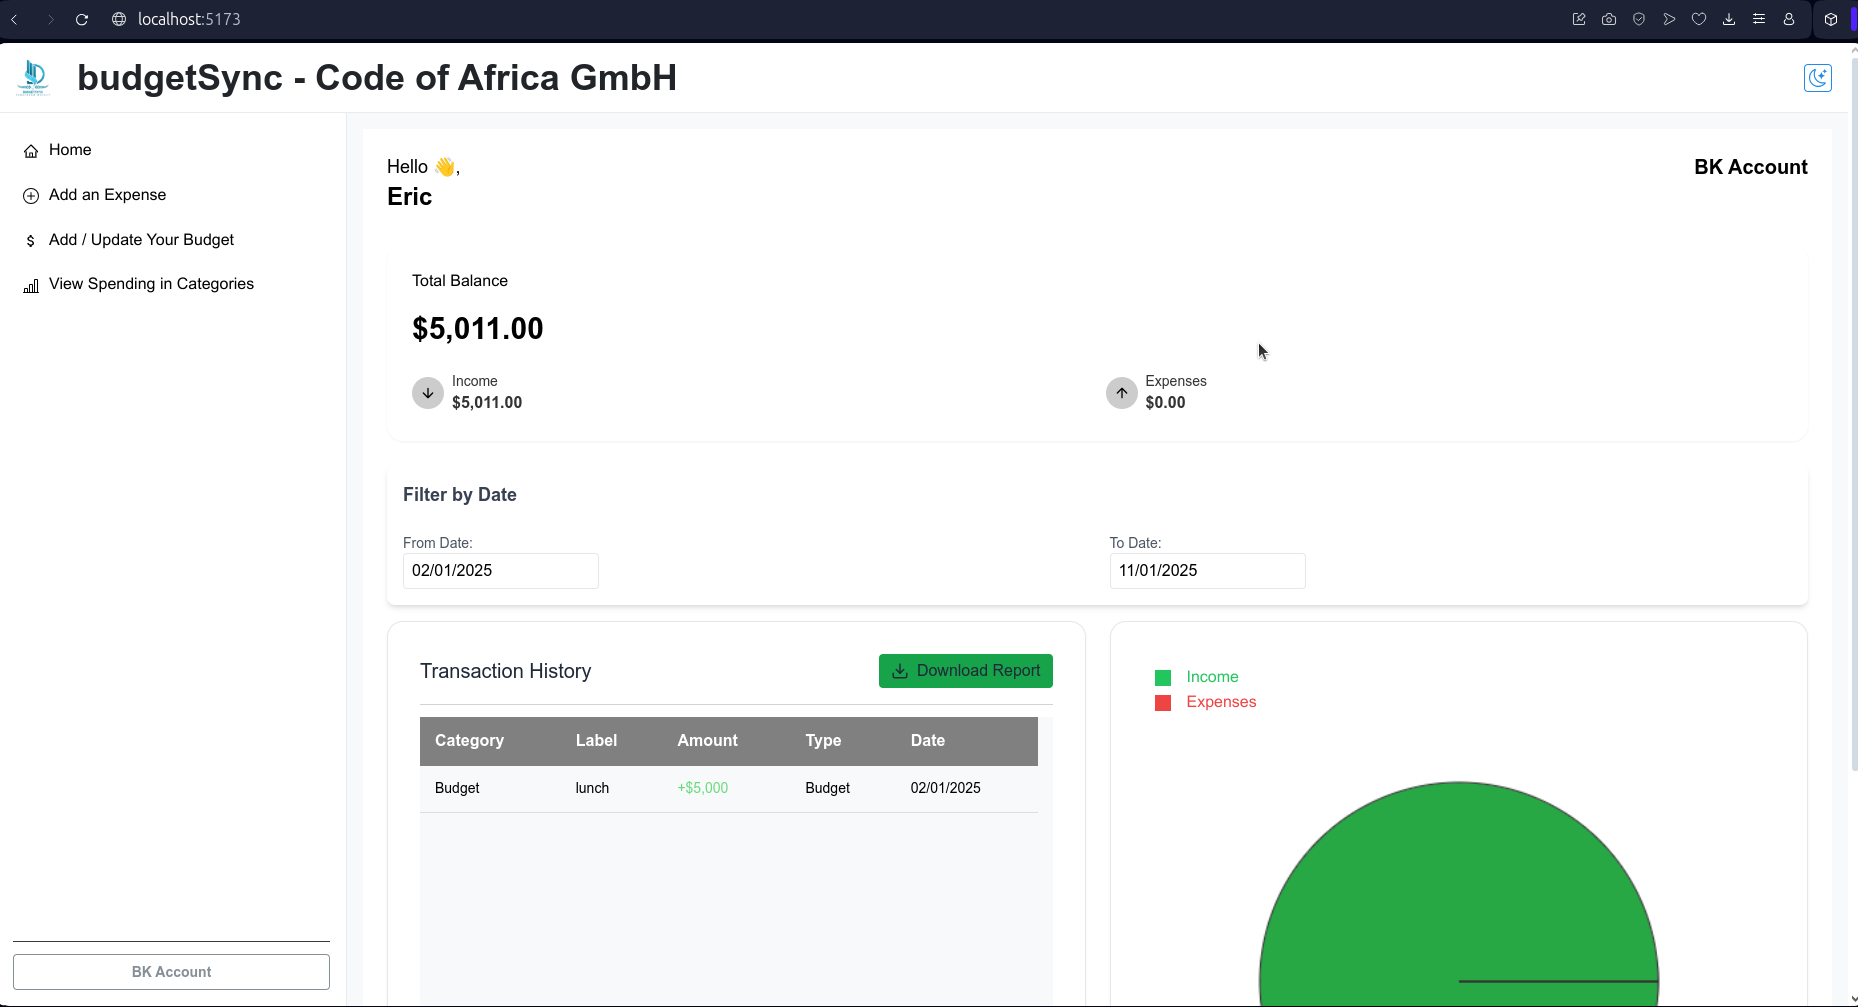 localhost:5173
budgetSync - Code of Africa GmbH
Home
Add an Expense
Add / Update Your Budget
View Spending in Categories
BK Account
Hello 👋,
Eric
BK Account
Total Balance
$5,011.00
Income
$5,011.00
Expenses
$0.00
Filter by Date
From Date:
02/01/2025
To Date:
11/01/2025
Transaction History
Download Report
Category Label Amount Type Date
Budget lunch +$5,000 Budget 02/01/2025
Income
Expenses